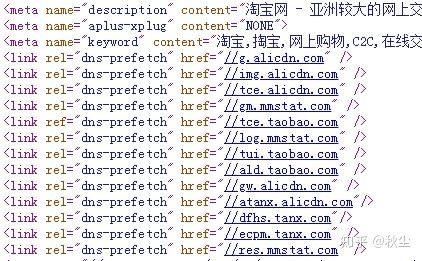 <meta name="description" content="淘宝网 - 亚洲较大的网上交
<meta name="aplus-xplug" content="NONE">
<meta name="keyword" content="淘宝,掏宝,网上购物,C2C,在线交
<link rel="dns-prefetch" href="//g.alicdn.com" />
<link rel="dns-prefetch" href="//img.alicdn.com" />
<link rel="dns-prefetch" href="//tce.alicdn.com" />
<link rel="dns-prefetch" href="//gm.mmstat.com" />
<link ref="dns-prefetch" href="//tce.taobao.com" />
<link rel="dns-prefetch" href="//log.mmstat.com" />
<link rel="dns-prefetch" href="//tui.taobao.com" />
<link rel="dns-prefetch" href="//ald.taobao.com" />
<link rel="dns-prefetch" href="//gw.alicdn.com" />
<link rel="dns-prefetch" href="//atanx.alicdn.com"/>
<link rel="dns-prefetch" href="//dfhs.tanx.com"/>
<link rel="dns-prefetch" href="//ecpm.tanx.com"/>
<link rel="dns-prefetch" href="//res.mmstat.com"/>
知乎 @秋尘